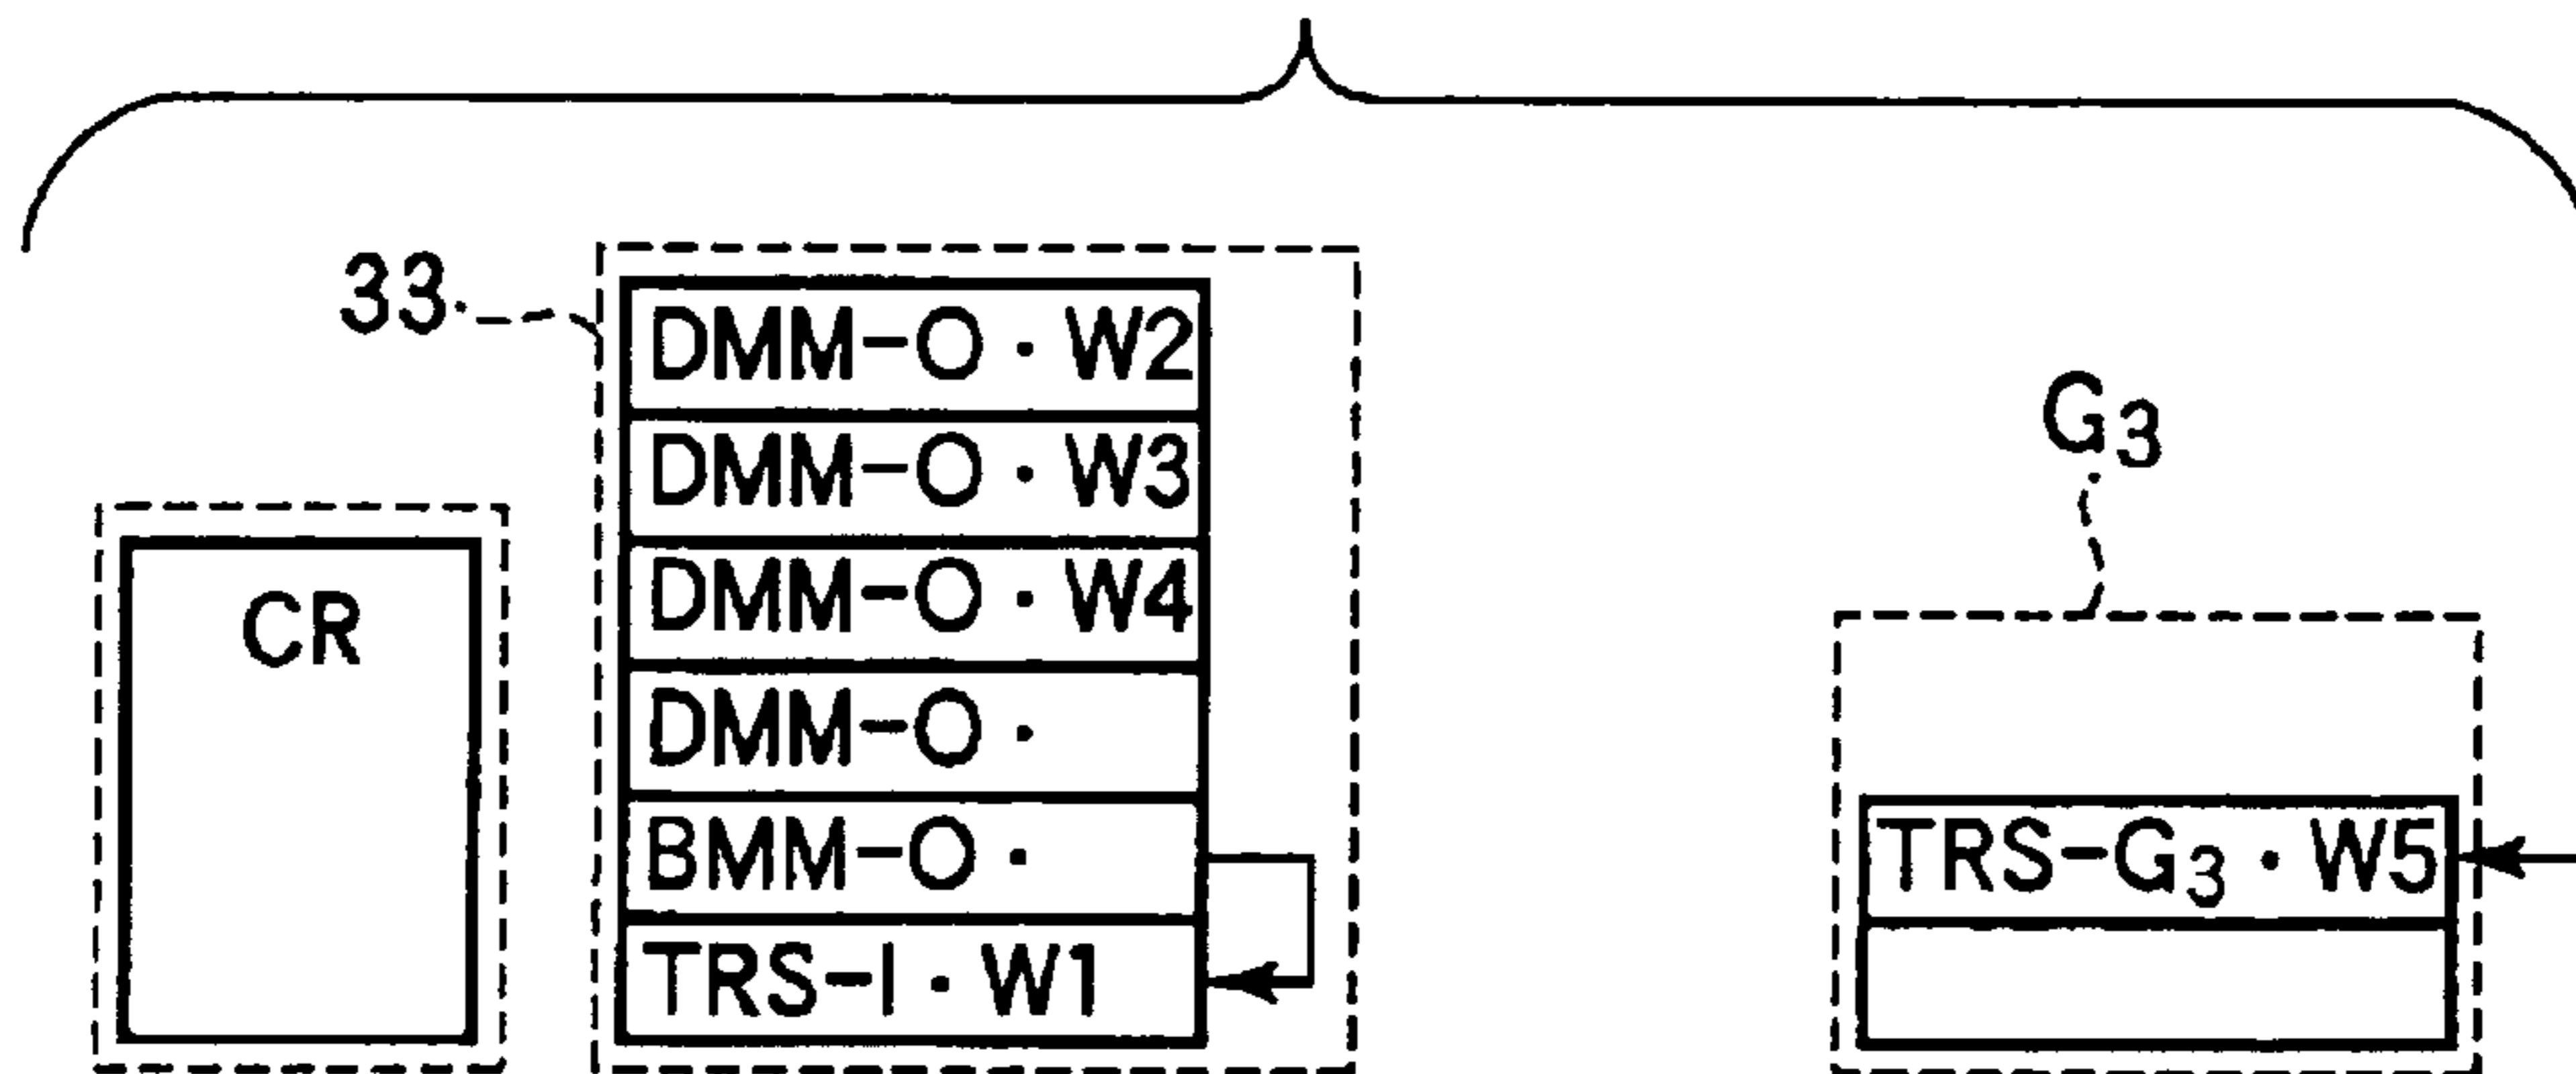 33
DMM-O · W2
DMM-O · W3
DMM-O · W4
DMM-O ·
BMM-O ·
TRS-I · W1
CR
G3
TRS-G3 · W5